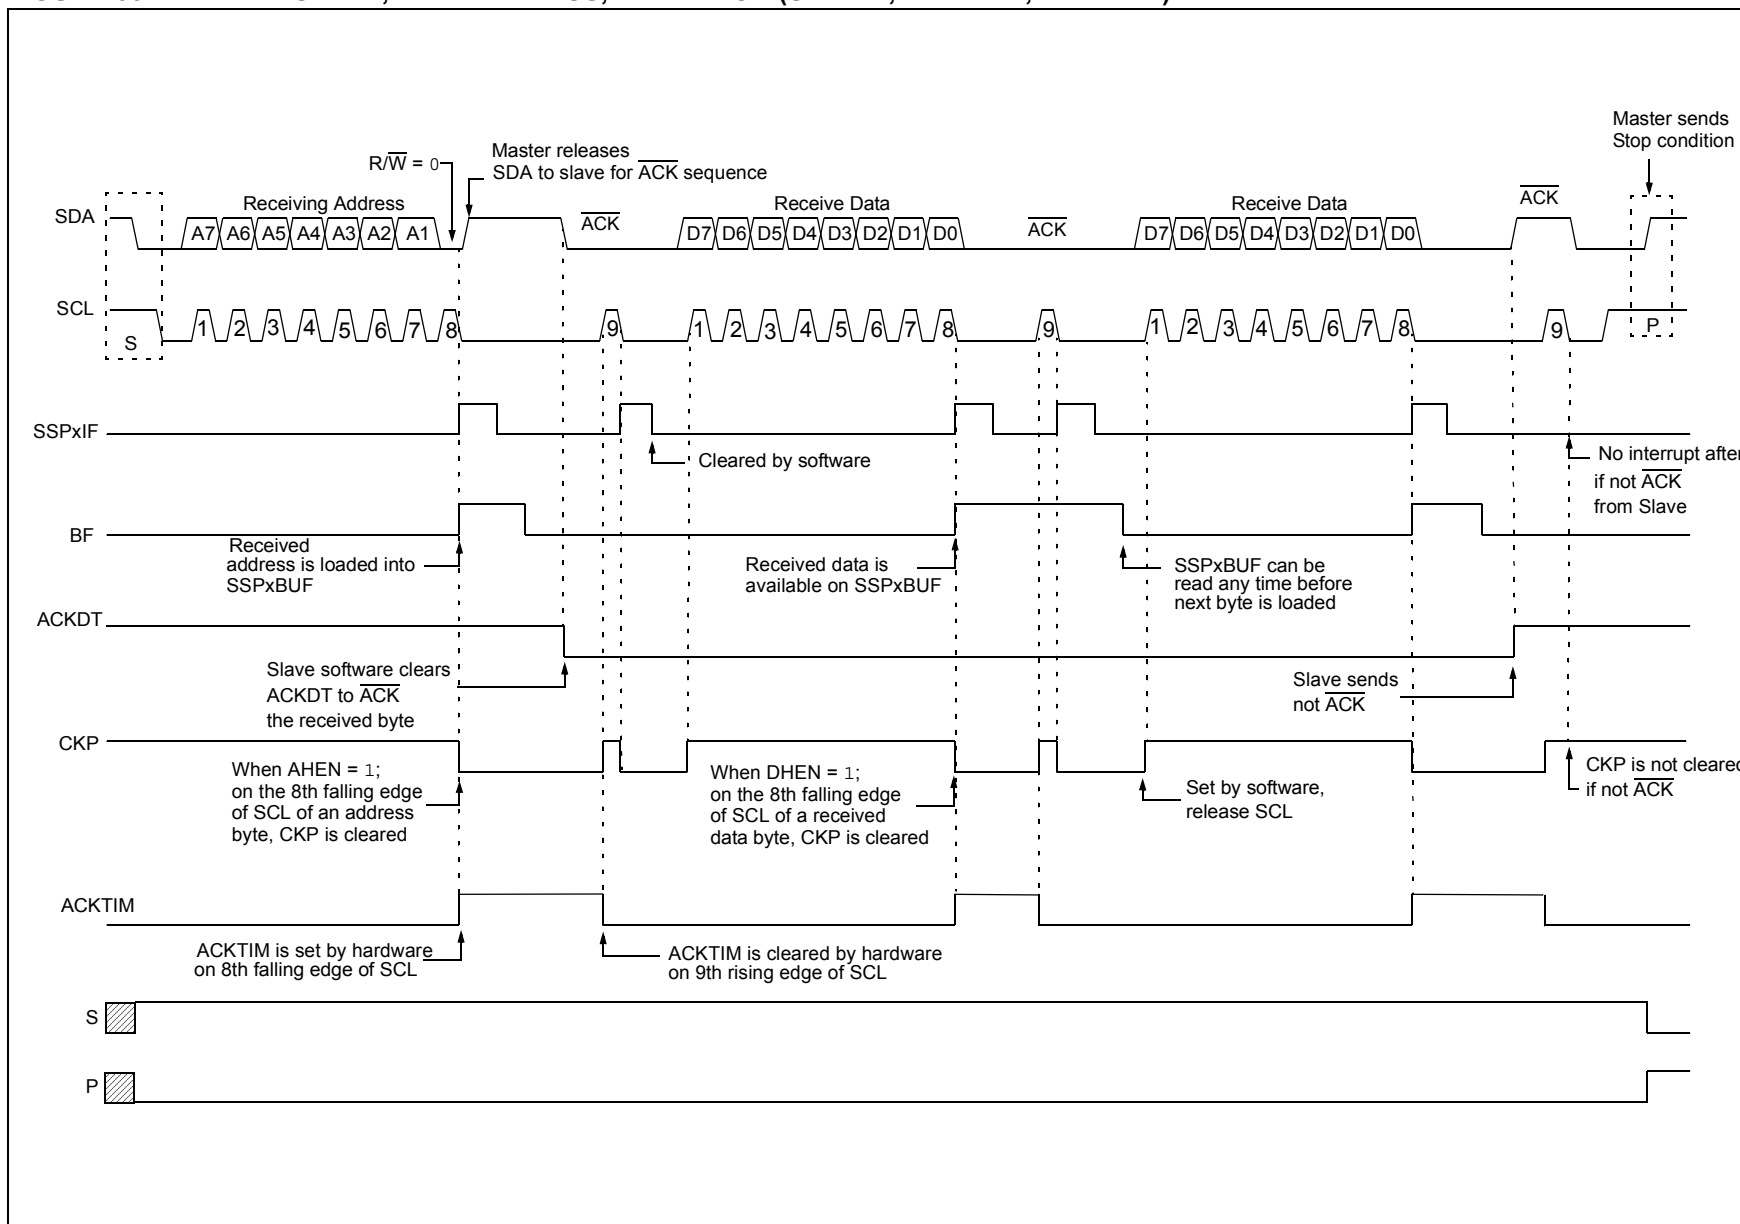 Master sends
Stop condition
R/W = 0
Master releases
SDA to slave for ACK sequence
SDA
Receiving Address
ACK
Receive Data
ACK
Receive Data
ACK
A7 A6 A5 A4 A3 A2 A1
D7 D6 D5 D4 D3 D2 D1 D0
D7 D6 D5 D4 D3 D2 D1 D0
SCL
S
1 2 3 4 5 6 7 8 9
1 2 3 4 5 6 7 8 9
1 2 3 4 5 6 7 8 9
P
SSPxIF
Cleared by software
No interrupt after
if not ACK
from Slave
BF
Received
address is loaded into
SSPxBUF
Received data is
available on SSPxBUF
SSPxBUF can be
read any time before
next byte is loaded
ACKDT
Slave software clears
ACKDT to ACK
the received byte
Slave sends
not ACK
CKP
When AHEN = 1;
on the 8th falling edge
of SCL of an address
byte, CKP is cleared
When DHEN = 1;
on the 8th falling edge
of SCL of a received
data byte, CKP is cleared
Set by software,
release SCL
CKP is not cleared
if not ACK
ACKTIM
ACKTIM is set by hardware
on 8th falling edge of SCL
ACKTIM is cleared by hardware
on 9th rising edge of SCL
S
P